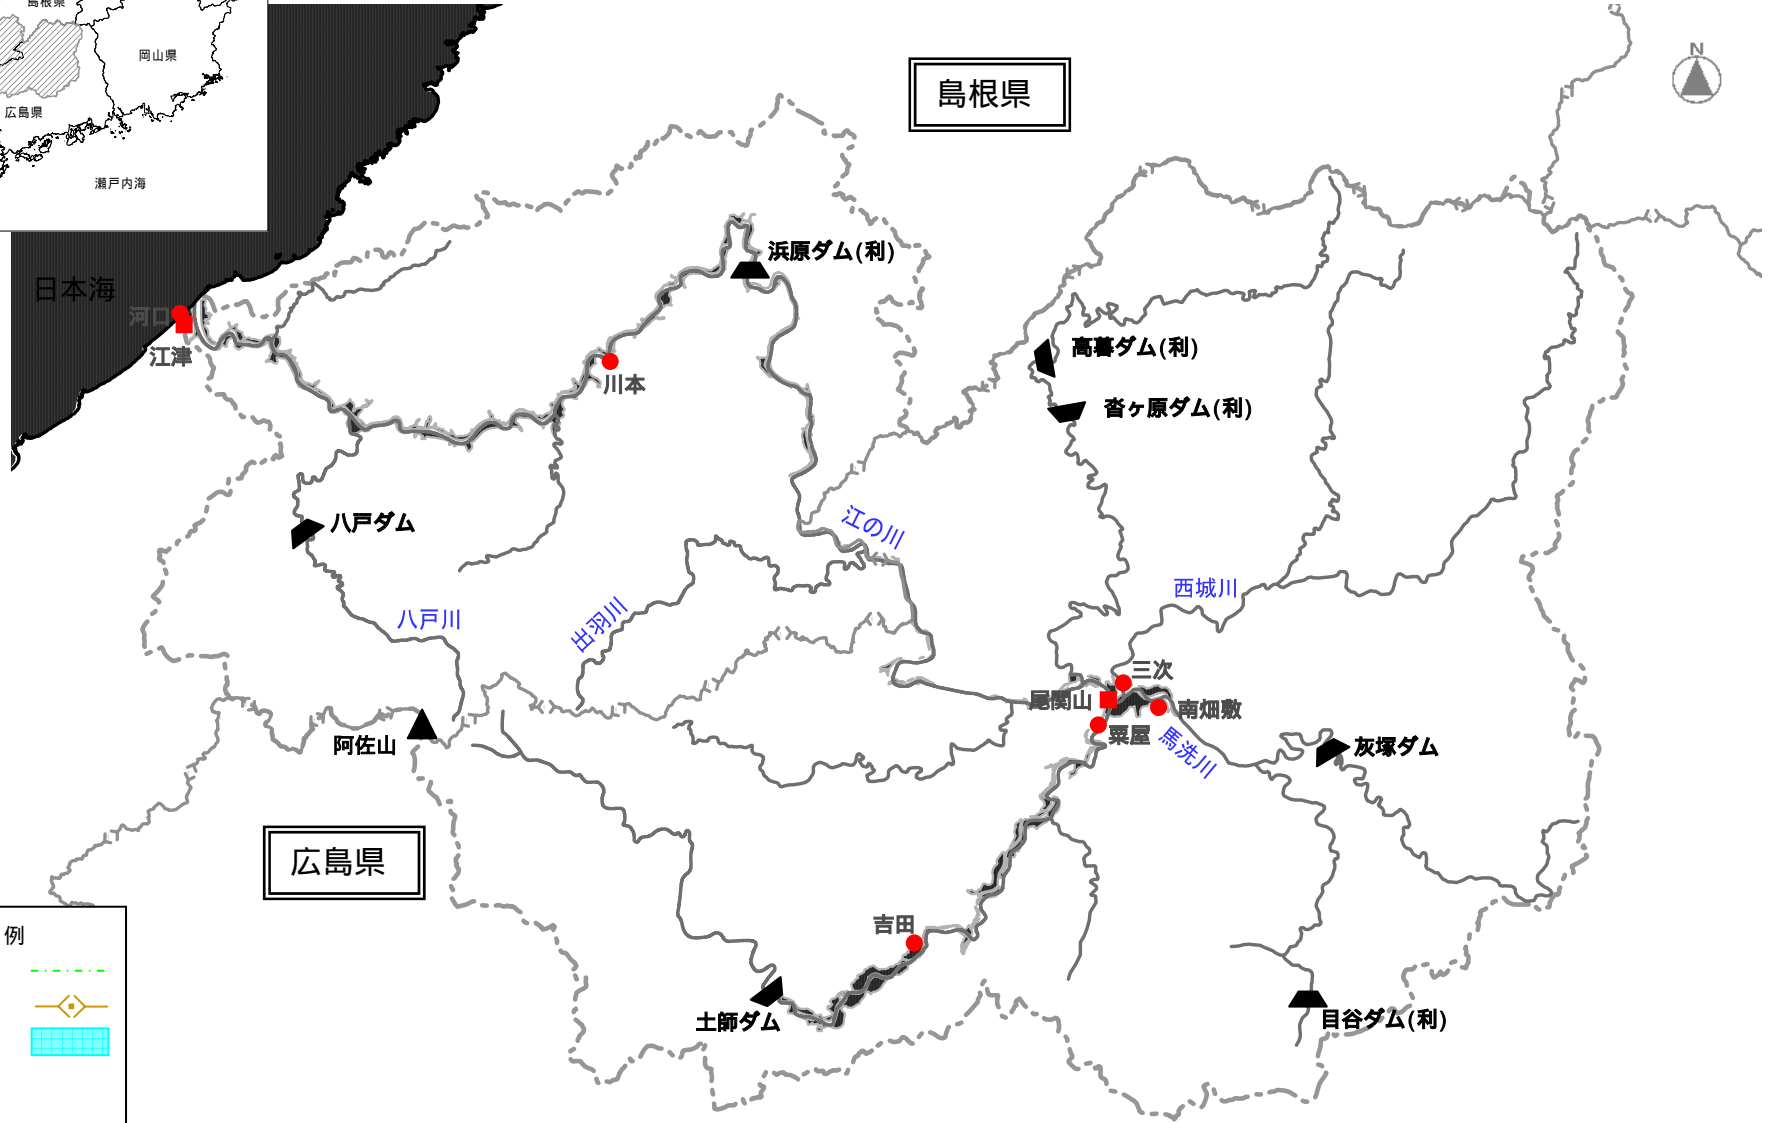 島根県
岡山県
広島県
瀬戸内海
島根県
N
日本海
河口
江津
浜原ダム(利)
川本
高暮ダム(利)
沓ヶ原ダム(利)
八戸ダム
江の川
西城川
八戸川
出羽川
三次
尾関山
南畑敷
粟屋
馬洗川
灰塚ダム
阿佐山
広島県
吉田
土師ダム
目谷ダム(利)
例